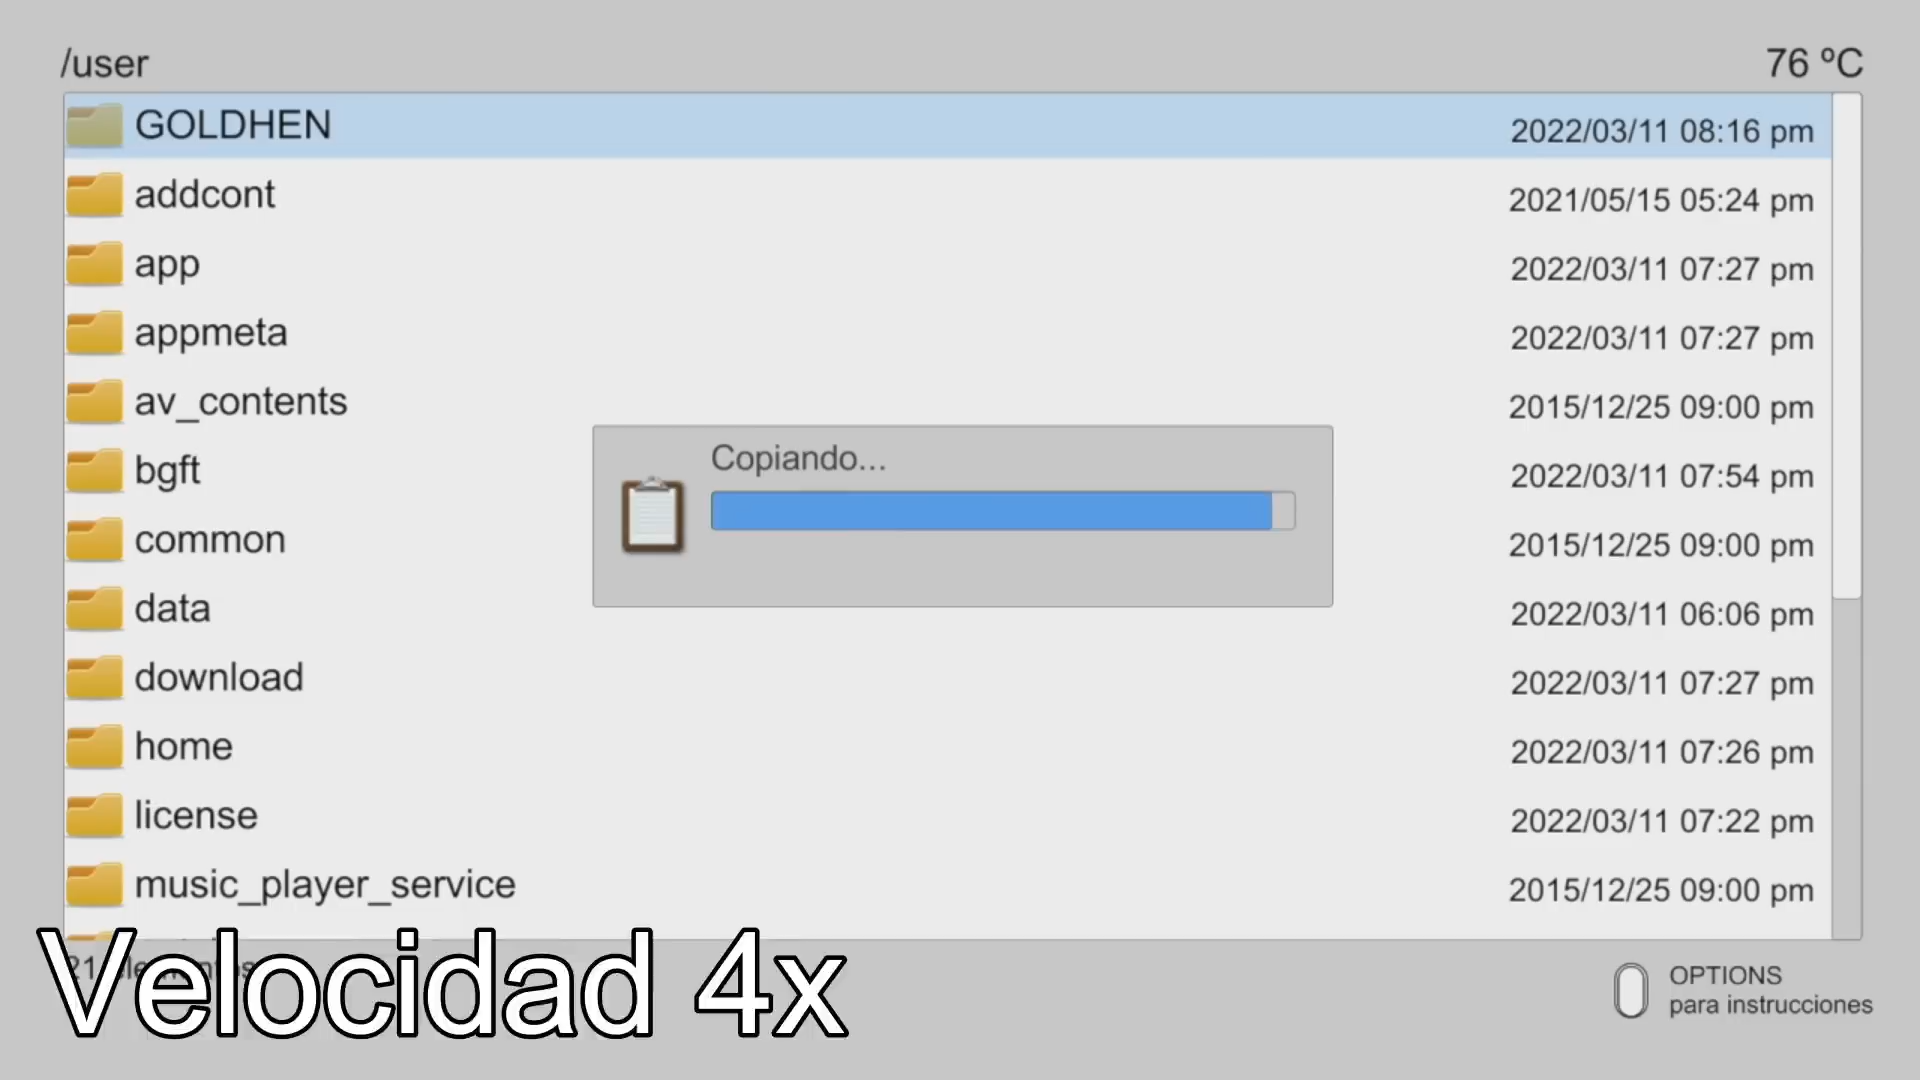 /user
76 ºC
GOLDHEN 2022/03/11 08:16 pm
addcont 2021/05/15 05:24 pm
app 2022/03/11 07:27 pm
appmeta 2022/03/11 07:27 pm
av_contents 2015/12/25 09:00 pm
bgft 2022/03/11 07:54 pm
common 2015/12/25 09:00 pm
data 2022/03/11 06:06 pm
download 2022/03/11 07:27 pm
home 2022/03/11 07:26 pm
license 2022/03/11 07:22 pm
music_player_service 2015/12/25 09:00 pm
Copiando...
21 elementos
Velocidad 4x
OPTIONS
para instrucciones